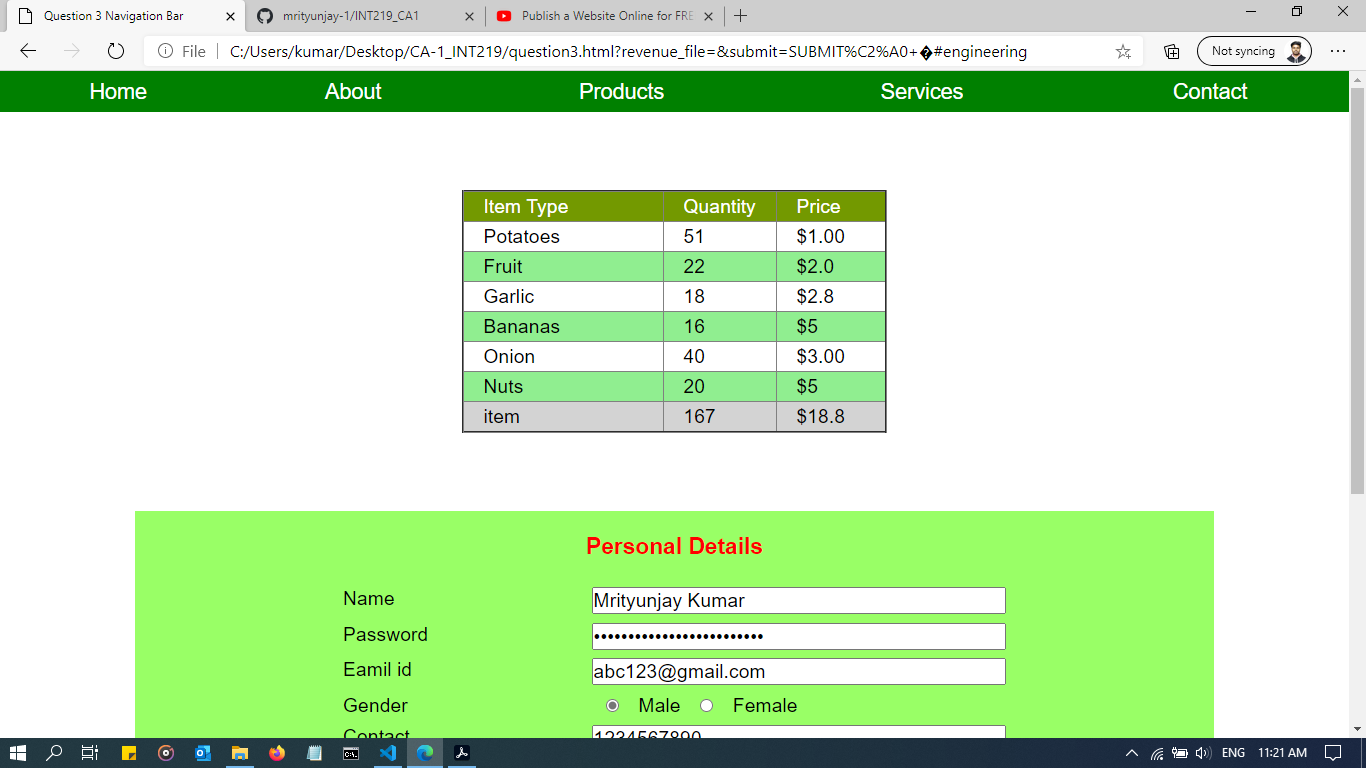 Question 3 Navigation Bar mrityunjay-1/INT219_CA1 Publish a Website Online for FRE
File C:/Users/kumar/Desktop/CA-1_INT219/question3.html?revenue_file=&submit=SUBMIT%C2%A0+�#engineering Not syncing
Home About Products Services Contact
Item Type Quantity Price
Potatoes 51 $1.00
Fruit 22 $2.0
Garlic 18 $2.8
Bananas 16 $5
Onion 40 $3.00
Nuts 20 $5
item 167 $18.8
Personal Details
Name Mrityunjay Kumar
Password •••••••••••••••••••••••••
Eamil id abc123@gmail.com
Gender Male Female
Contact 1234567890
ENG 11:21 AM